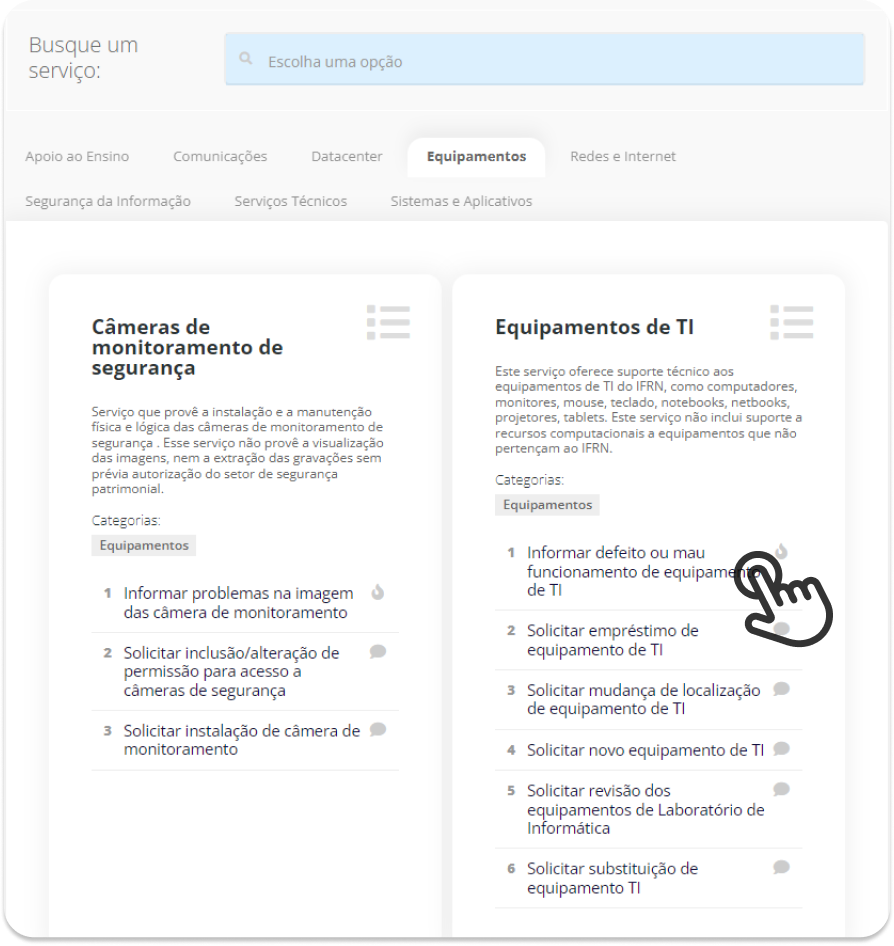 Busque um
serviço:
Escolha uma opção
Apoio ao Ensino
Comunicações
Datacenter
Equipamentos
Redes e Internet
Segurança da Informação
Serviços Técnicos
Sistemas e Aplicativos
Câmeras de
monitoramento de
segurança
Serviço que provê a instalação e a manutenção
física e lógica das câmeras de monitoramento de
segurança . Esse serviço não provê a visualização
das imagens, nem a extração das gravações sem
prévia autorização do setor de segurança
patrimonial.
Categorias:
Equipamentos
1 Informar problemas na imagem
das câmera de monitoramento
2 Solicitar inclusão/alteração de
permissão para acesso a
câmeras de segurança
3 Solicitar instalação de câmera de
monitoramento
Equipamentos de TI
Este serviço oferece suporte técnico aos
equipamentos de TI do IFRN, como computadores,
monitores, mouse, teclado, notebooks, netbooks,
projetores, tablets. Este serviço não inclui suporte a
recursos computacionais a equipamentos que não
pertençam ao IFRN.
Categorias:
Equipamentos
1 Informar defeito ou mau
funcionamento de equipamento
de TI
2 Solicitar empréstimo de
equipamento de TI
3 Solicitar mudança de localização
de equipamento de TI
4 Solicitar novo equipamento de TI
5 Solicitar revisão dos
equipamentos de Laboratório de
Informática
6 Solicitar substituição de
equipamento TI